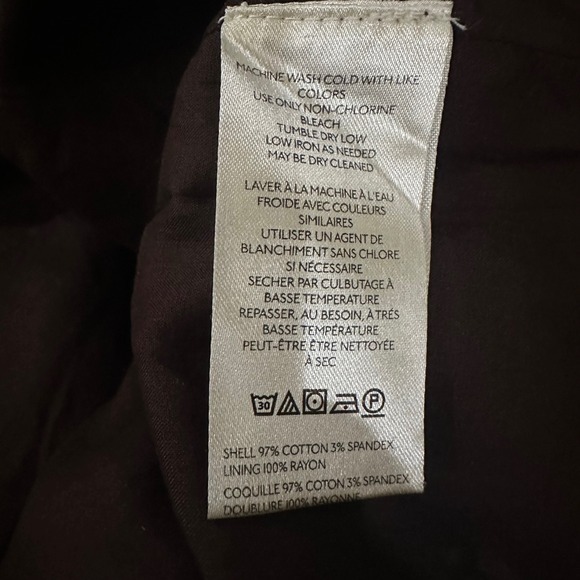 MACHINE WASH COLD WITH LIKE
COLORS
USE ONLY NON-CHLORINE
BLEACH
TUMBLE DRY LOW
LOW IRON AS NEEDED
MAY BE DRY CLEANED
LAVER À LA MACHINE À L'EAU
FROIDE AVEC COULEURS
SIMILAIRES
UTILISER UN AGENT DE
BLANCHIMENT SANS CHLORE
SI NÉCESSAIRE
SECHER PAR CULBUTAGE À
BASSE TEMPERATURE
REPASSER, AU BESOIN, À TRÉS
BASSE TEMPÉRATURE
PEUT-ÊTRE ÊTRE NETTOYÉE
À SEC
30 P
SHELL 97% COTTON 3% SPANDEX
LINING 100% RAYON
COQUILLE 97% COTON 3% SPANDEX
DOUBLURE 100% RAYONNE